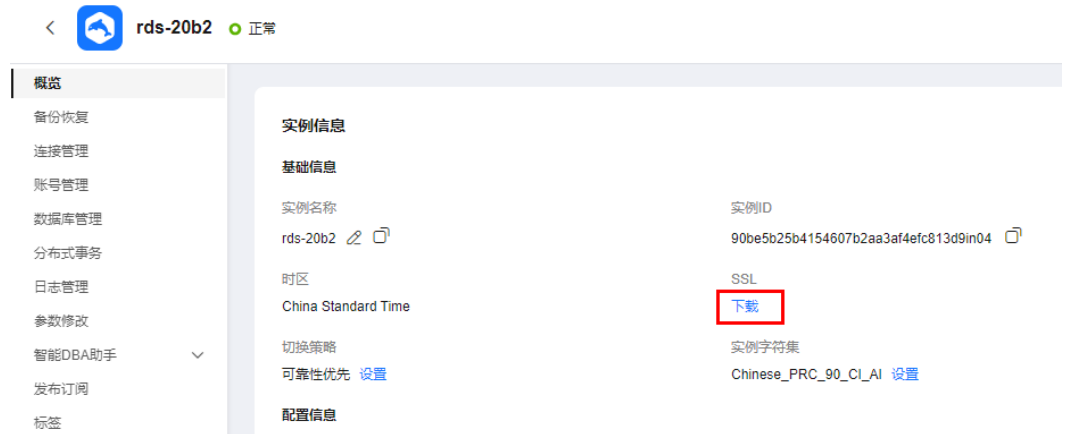 rds-20b2 正常
概览
备份恢复
连接管理
账号管理
数据库管理
分布式事务
日志管理
参数修改
智能DBA助手
发布订阅
标签
实例信息
基础信息
实例名称
rds-20b2
实例ID
90be5b25b4154607b2aa3af4efc813d9in04
时区
China Standard Time
SSL
下载
切换策略
可靠性优先 设置
实例字符集
Chinese_PRC_90_CI_AI 设置
配置信息